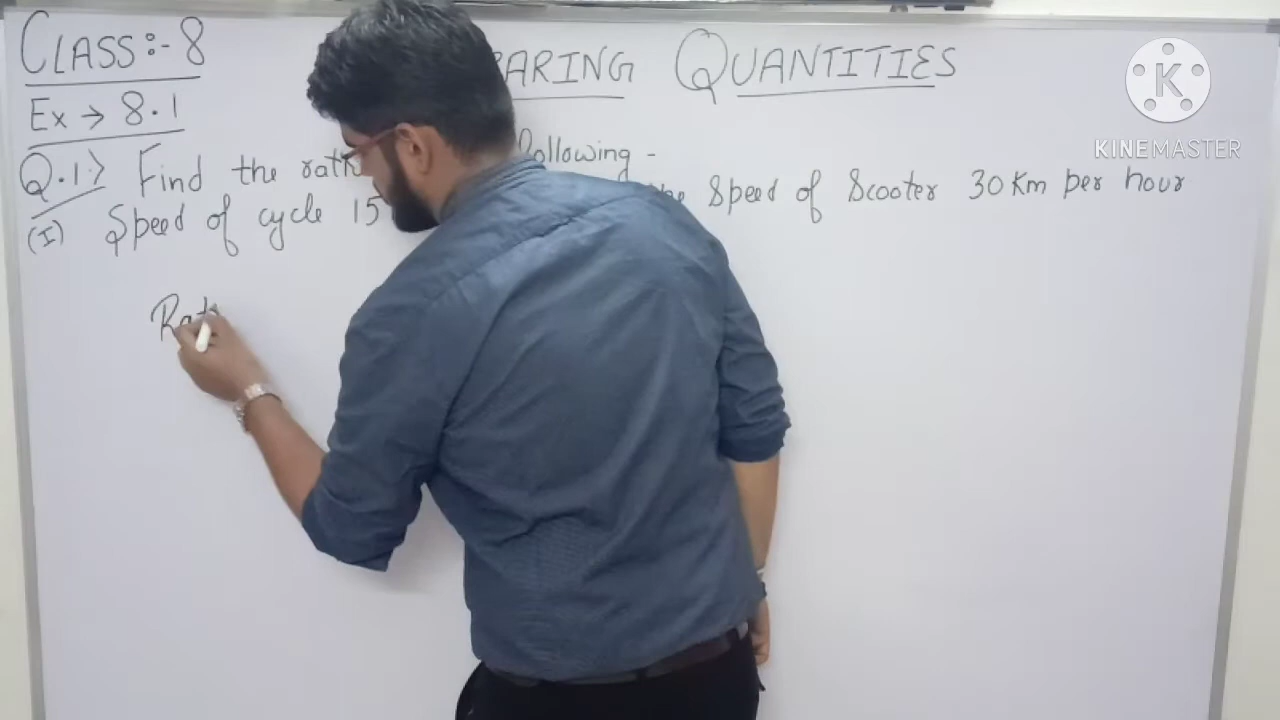 CLASS:- 8 PARING QUANTITIES
Ex → 8.1
Q.1) Find the rati following -
(I) Speed of cycle 15 the Speed of Scooter 30 Km per hour
Rati
K
KINEMASTER